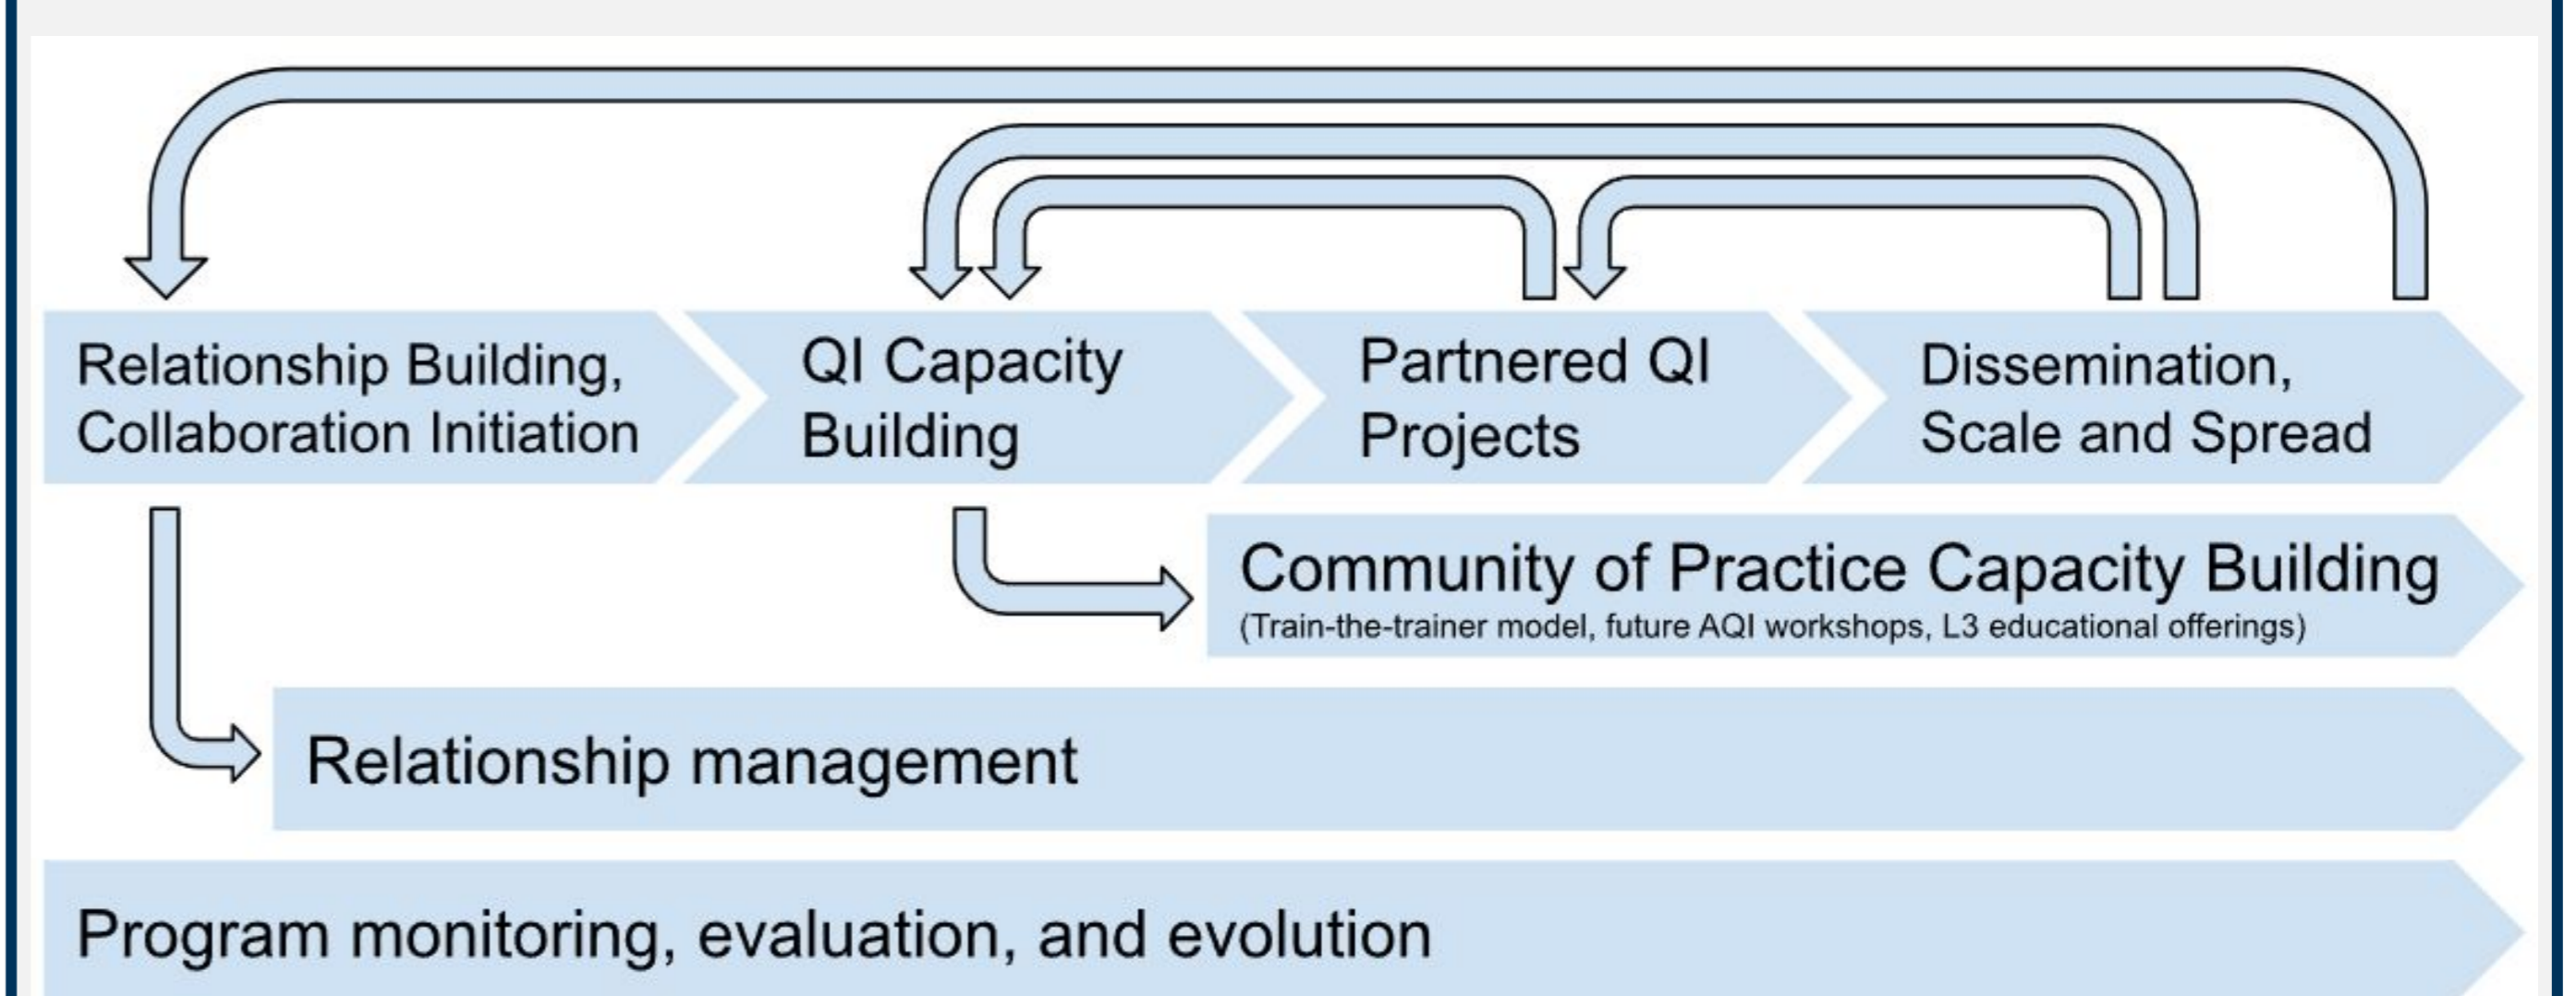 Relationship Building,
Collaboration Initiation
QI Capacity
Building
Partnered QI
Projects
Dissemination,
Scale and Spread
Community of Practice Capacity Building
(Train-the-trainer model, future AQI workshops, L3 educational offerings)
Relationship management
Program monitoring, evaluation, and evolution